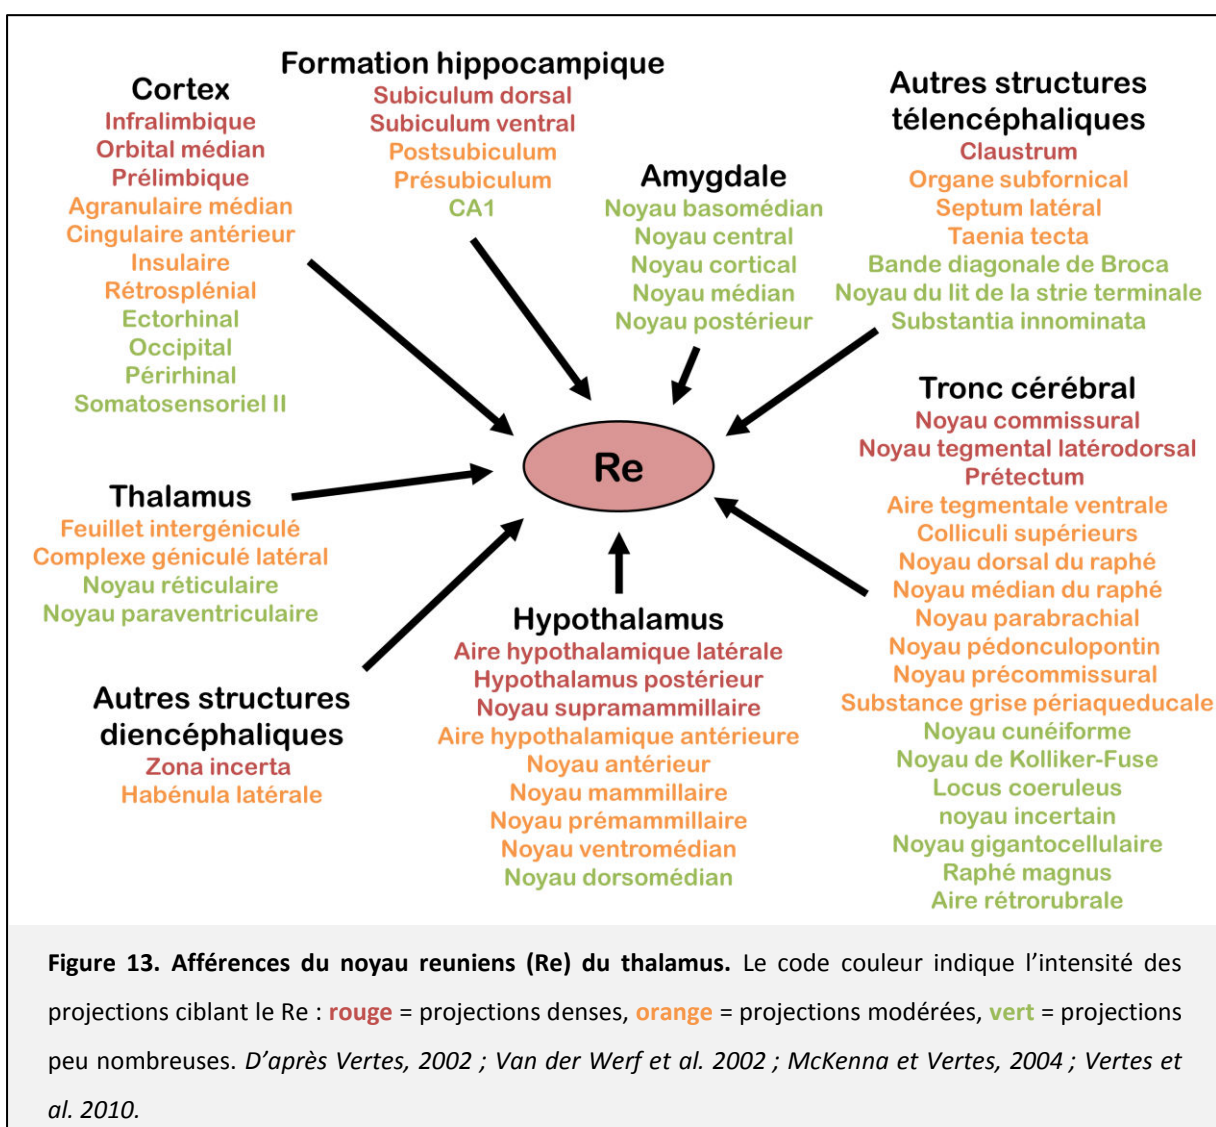 Formation hippocampique
Subiculum dorsal
Subiculum ventral
Postsubiculum
Présubiculum
CA1
Cortex
Infralimbique
Orbital médian
Prélimbique
Agranulaire médian
Cingulaire antérieur
Insulaire
Rétrosplénial
Ectorhinal
Occipital
Périrhinal
Somatosensoriel II
Amygdale
Noyau basomédian
Noyau central
Noyau cortical
Noyau médian
Noyau postérieur
Autres structures
télencéphaliques
Claustrum
Organe subfornical
Septum latéral
Taenia tecta
Bande diagonale de Broca
Noyau du lit de la strie terminale
Substantia innominata
Re
Thalamus
Feuillet intergéniculé
Complexe géniculé latéral
Noyau réticulaire
Noyau paraventriculaire
Autres structures
diencéphaliques
Zona incerta
Habénula latérale
Hypothalamus
Aire hypothalamique latérale
Hypothalamus postérieur
Noyau supramammillaire
Aire hypothalamique antérieure
Noyau antérieur
Noyau mammillaire
Noyau prémammillaire
Noyau ventromédian
Noyau dorsomédian
Tronc cérébral
Noyau commissural
Noyau tegmental latérodorsal
Prétectum
Aire tegmentale ventrale
Colliculi supérieurs
Noyau dorsal du raphé
Noyau médian du raphé
Noyau parabrachial
Noyau pédonculopontin
Noyau précommissural
Substance grise périaqueducale
Noyau cunéiforme
Noyau de Kolliker-Fuse
Locus coeruleus
noyau incertain
Noyau gigantocellulaire
Raphé magnus
Aire rétrorubrale
Figure 13. Afférences du noyau reuniens (Re) du thalamus. Le code couleur indique l'intensité des
projections ciblant le Re : rouge = projections denses, orange = projections modérées, vert = projections
peu nombreuses. D'après Vertes, 2002 ; Van der Werf et al. 2002 ; McKenna et Vertes, 2004 ; Vertes et
al. 2010.